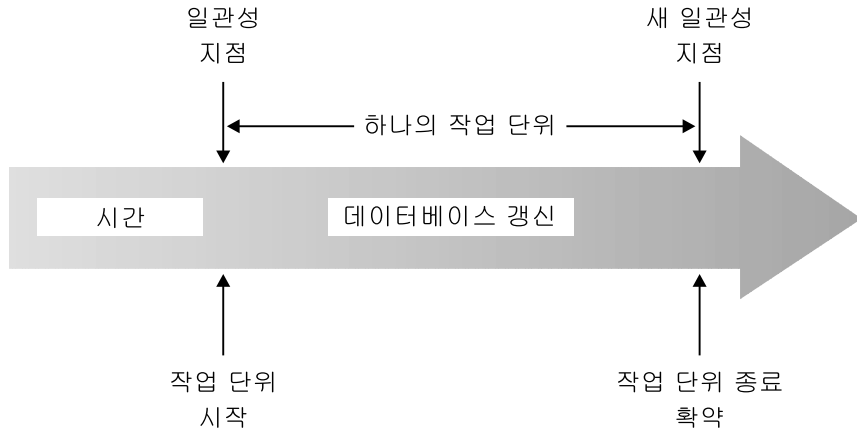 일관성
지점
새 일관성
지점
하나의 작업 단위
시간
데이터베이스 갱신
작업 단위
시작
작업 단위 종료
확약